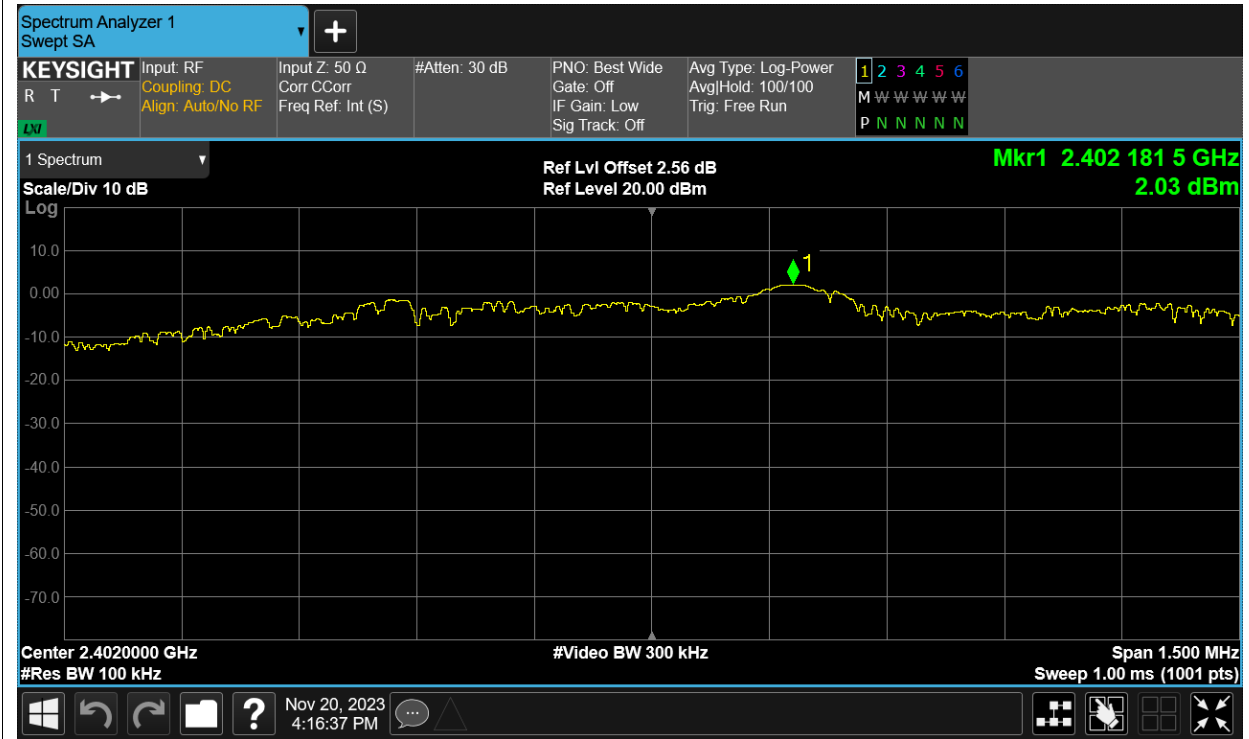 Spectrum Analyzer 1
Swept SA
KEYSIGHT
R T
LXI
Input: RF
Coupling: DC
Align: Auto/No RF
Input Z: 50 Ω
Corr CCorr
Freq Ref: Int (S)
#Atten: 30 dB
PNO: Best Wide
Gate: Off
IF Gain: Low
Sig Track: Off
Avg Type: Log-Power
Avg|Hold: 100/100
Trig: Free Run
1 2 3 4 5 6
M W W W W W
P N N N N N
1 Spectrum
Scale/Div 10 dB
Ref Lvl Offset 2.56 dB
Ref Level 20.00 dBm
Mkr1 2.402 181 5 GHz
2.03 dBm
Log
10.0
0.00
-10.0
-20.0
-30.0
-40.0
-50.0
-60.0
-70.0
1
Center 2.4020000 GHz
#Res BW 100 kHz
#Video BW 300 kHz
Span 1.500 MHz
Sweep 1.00 ms (1001 pts)
?
Nov 20, 2023
4:16:37 PM